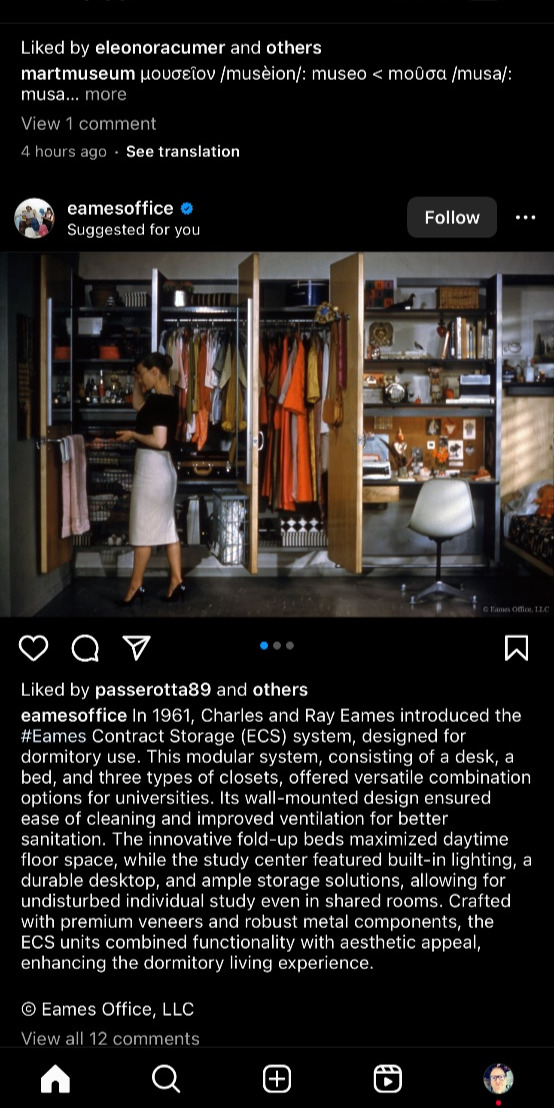 Liked by eleonoracumer and others
martmuseum μουσεῖον /musèion/: museo < μοῦσα /musa/:
musa... more
View 1 comment
4 hours ago · See translation
eamesoffice
Suggested for you
Follow
© Eames Office, LLC
Liked by passerotta89 and others
eamesoffice In 1961, Charles and Ray Eames introduced the
#Eames Contract Storage (ECS) system, designed for
dormitory use. This modular system, consisting of a desk, a
bed, and three types of closets, offered versatile combination
options for universities. Its wall-mounted design ensured
ease of cleaning and improved ventilation for better
sanitation. The innovative fold-up beds maximized daytime
floor space, while the study center featured built-in lighting, a
durable desktop, and ample storage solutions, allowing for
undisturbed individual study even in shared rooms. Crafted
with premium veneers and robust metal components, the
ECS units combined functionality with aesthetic appeal,
enhancing the dormitory living experience.
© Eames Office, LLC
View all 12 comments